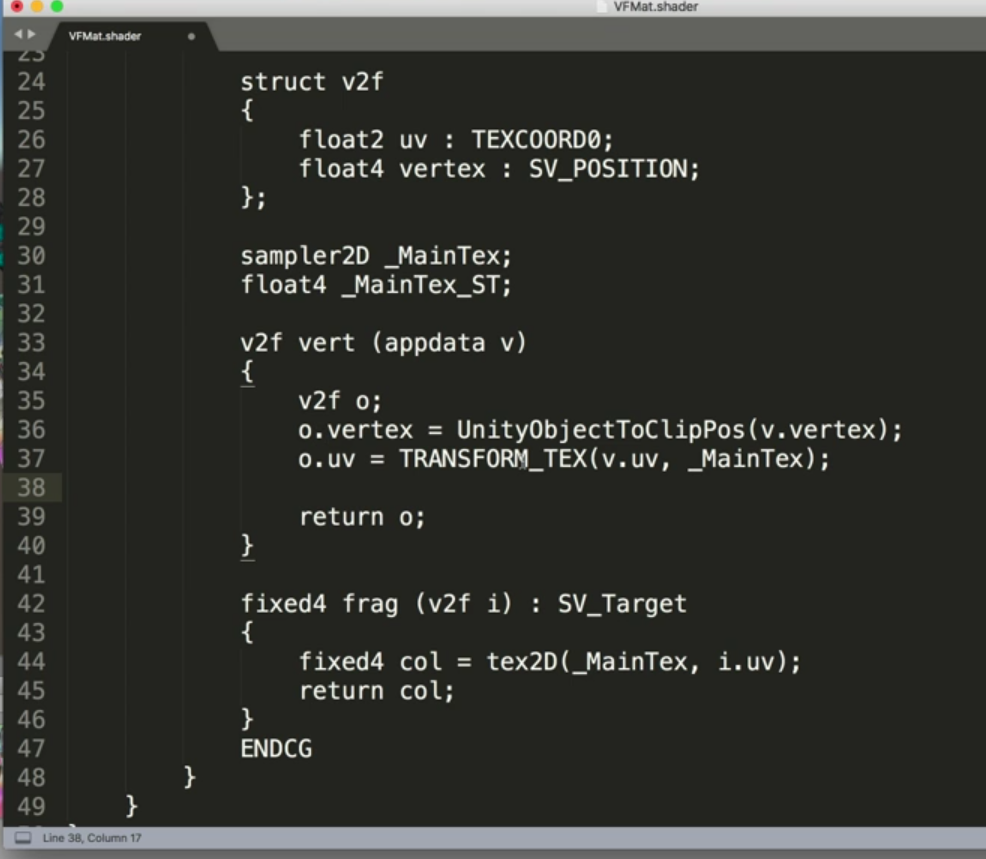 VFMat.shader
VFMat.shader
23
24 struct v2f
25 {
26 float2 uv : TEXCOORD0;
27 float4 vertex : SV_POSITION;
28 };
29
30 sampler2D _MainTex;
31 float4 _MainTex_ST;
32
33 v2f vert (appdata v)
34 {
35 v2f o;
36 o.vertex = UnityObjectToClipPos(v.vertex);
37 o.uv = TRANSFORM_TEX(v.uv, _MainTex);
38
39 return o;
40 }
41
42 fixed4 frag (v2f i) : SV_Target
43 {
44 fixed4 col = tex2D(_MainTex, i.uv);
45 return col;
46 }
47 ENDCG
48 }
49 }
Line 38, Column 17